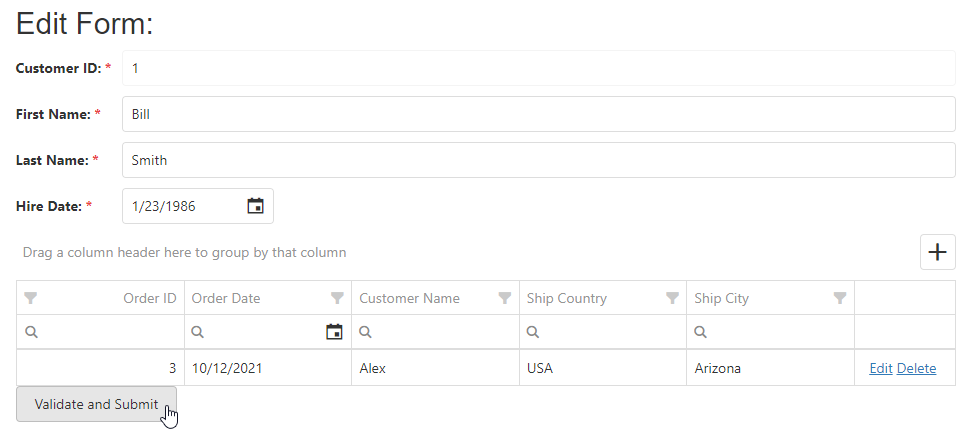 Edit Form:
Customer ID: * 1
First Name: * Bill
Last Name: * Smith
Hire Date: * 1/23/1986
Drag a column header here to group by that column
Order ID Order Date Customer Name Ship Country Ship City
3 10/12/2021 Alex USA Arizona Edit Delete
Validate and Submit